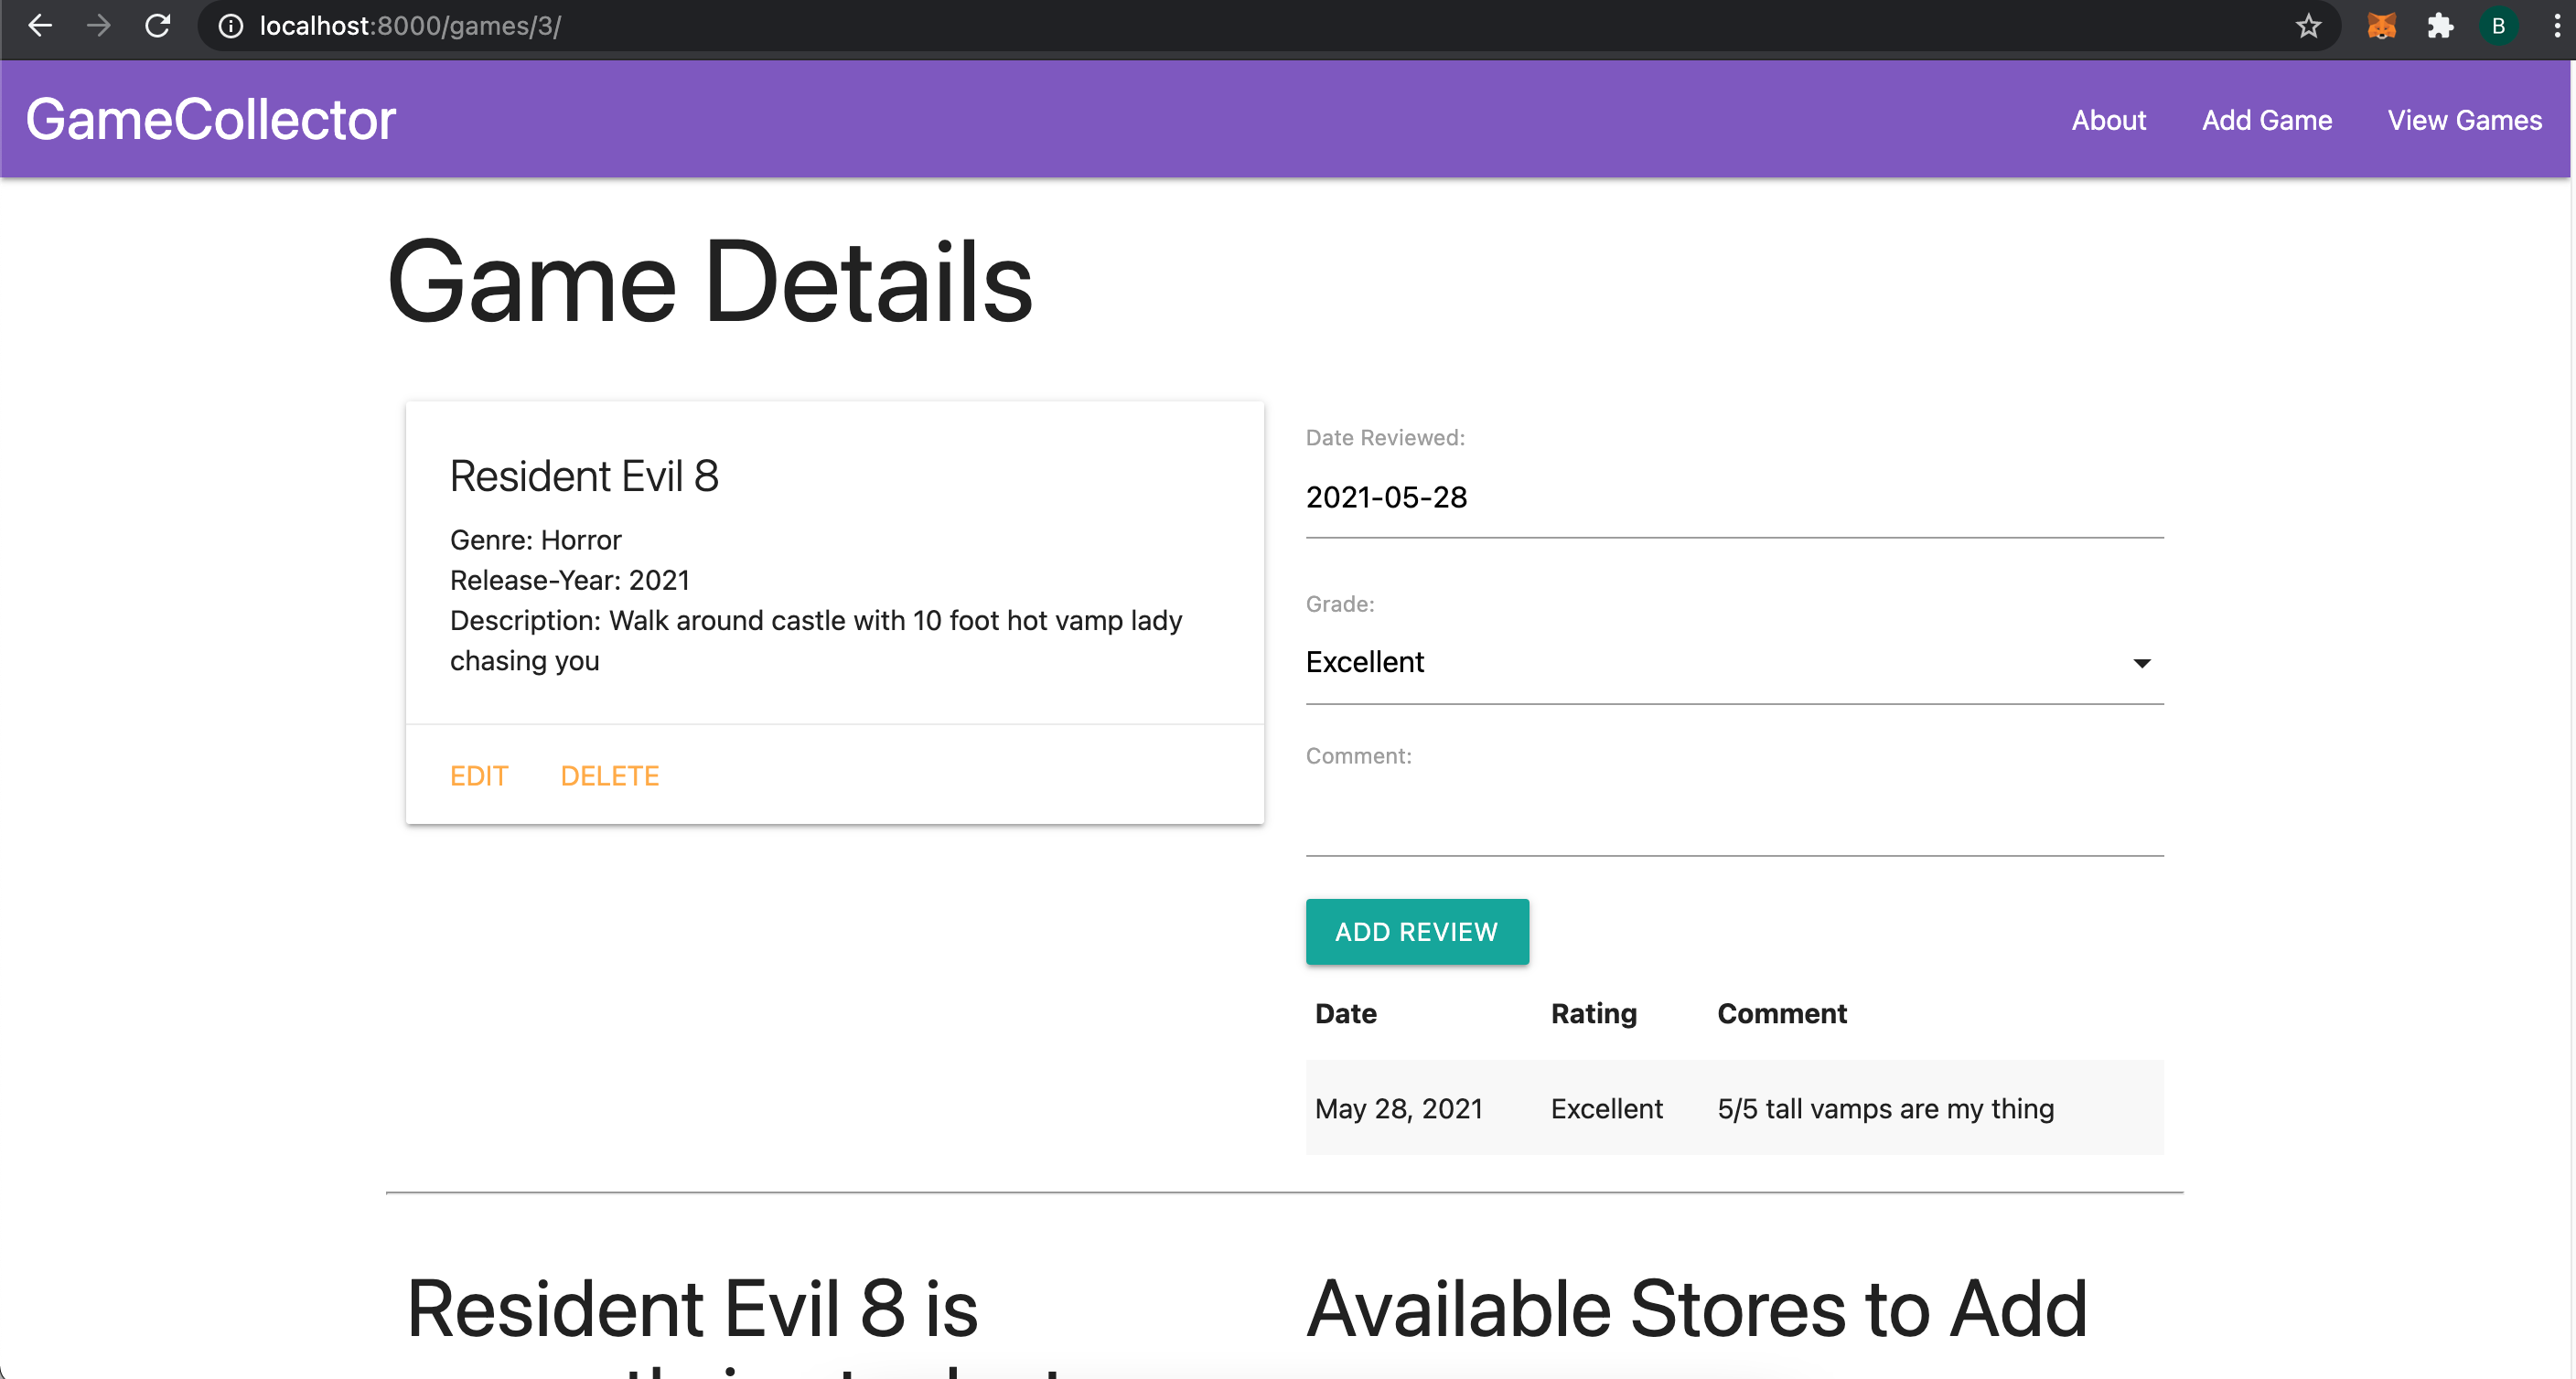 localhost:8000/games/3/
B
GameCollector
About
Add Game
View Games
Game Details
Resident Evil 8
Genre: Horror
Release-Year: 2021
Description: Walk around castle with 10 foot hot vamp lady
chasing you
EDIT
DELETE
Date Reviewed:
2021-05-28
Grade:
Excellent
Comment:
ADD REVIEW
Date Rating Comment
May 28, 2021 Excellent 5/5 tall vamps are my thing
Resident Evil 8 is
Available Stores to Add